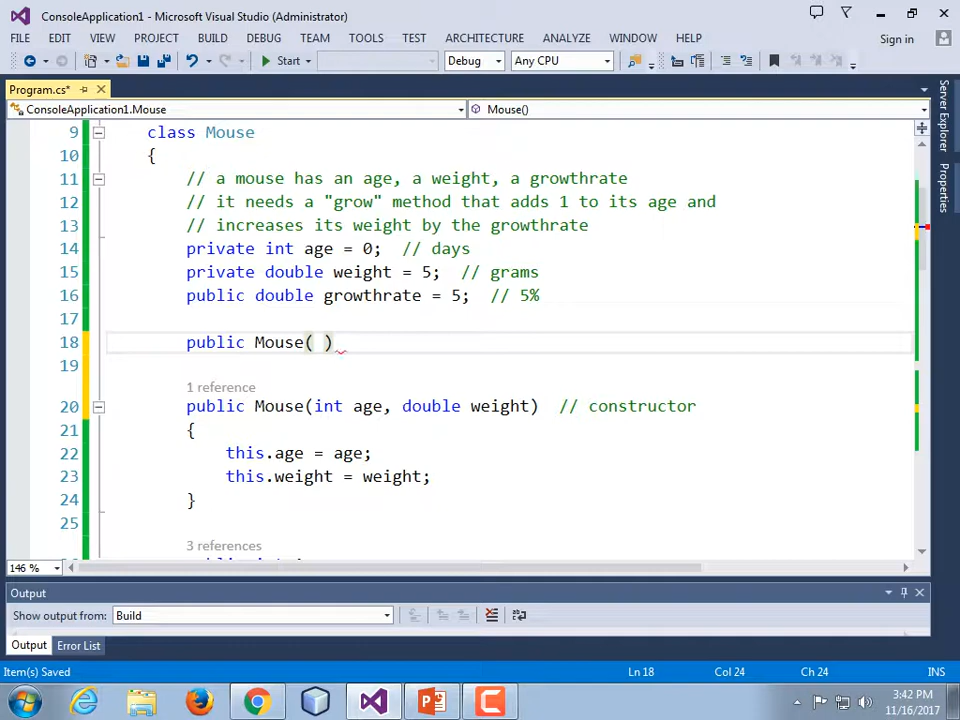 ConsoleApplication1 - Microsoft Visual Studio (Administrator)
FILE EDIT VIEW PROJECT BUILD DEBUG TEAM TOOLS TEST ARCHITECTURE ANALYZE WINDOW HELP Sign in
Start Debug Any CPU
Program.cs*
ConsoleApplication1.Mouse Mouse()
9 class Mouse
10 {
11 // a mouse has an age, a weight, a growthrate
12 // it needs a "grow" method that adds 1 to its age and
13 // increases its weight by the growthrate
14 private int age = 0; // days
15 private double weight = 5; // grams
16 public double growthrate = 5; // 5%
17
18 public Mouse( )
19
1 reference
20 public Mouse(int age, double weight) // constructor
21 {
22 this.age = age;
23 this.weight = weight;
24 }
25
3 references
146 %
Server Explorer
Properties
Output
Show output from: Build
Output Error List
Item(s) Saved Ln 18 Col 24 Ch 24 INS
3:42 PM
11/16/2017